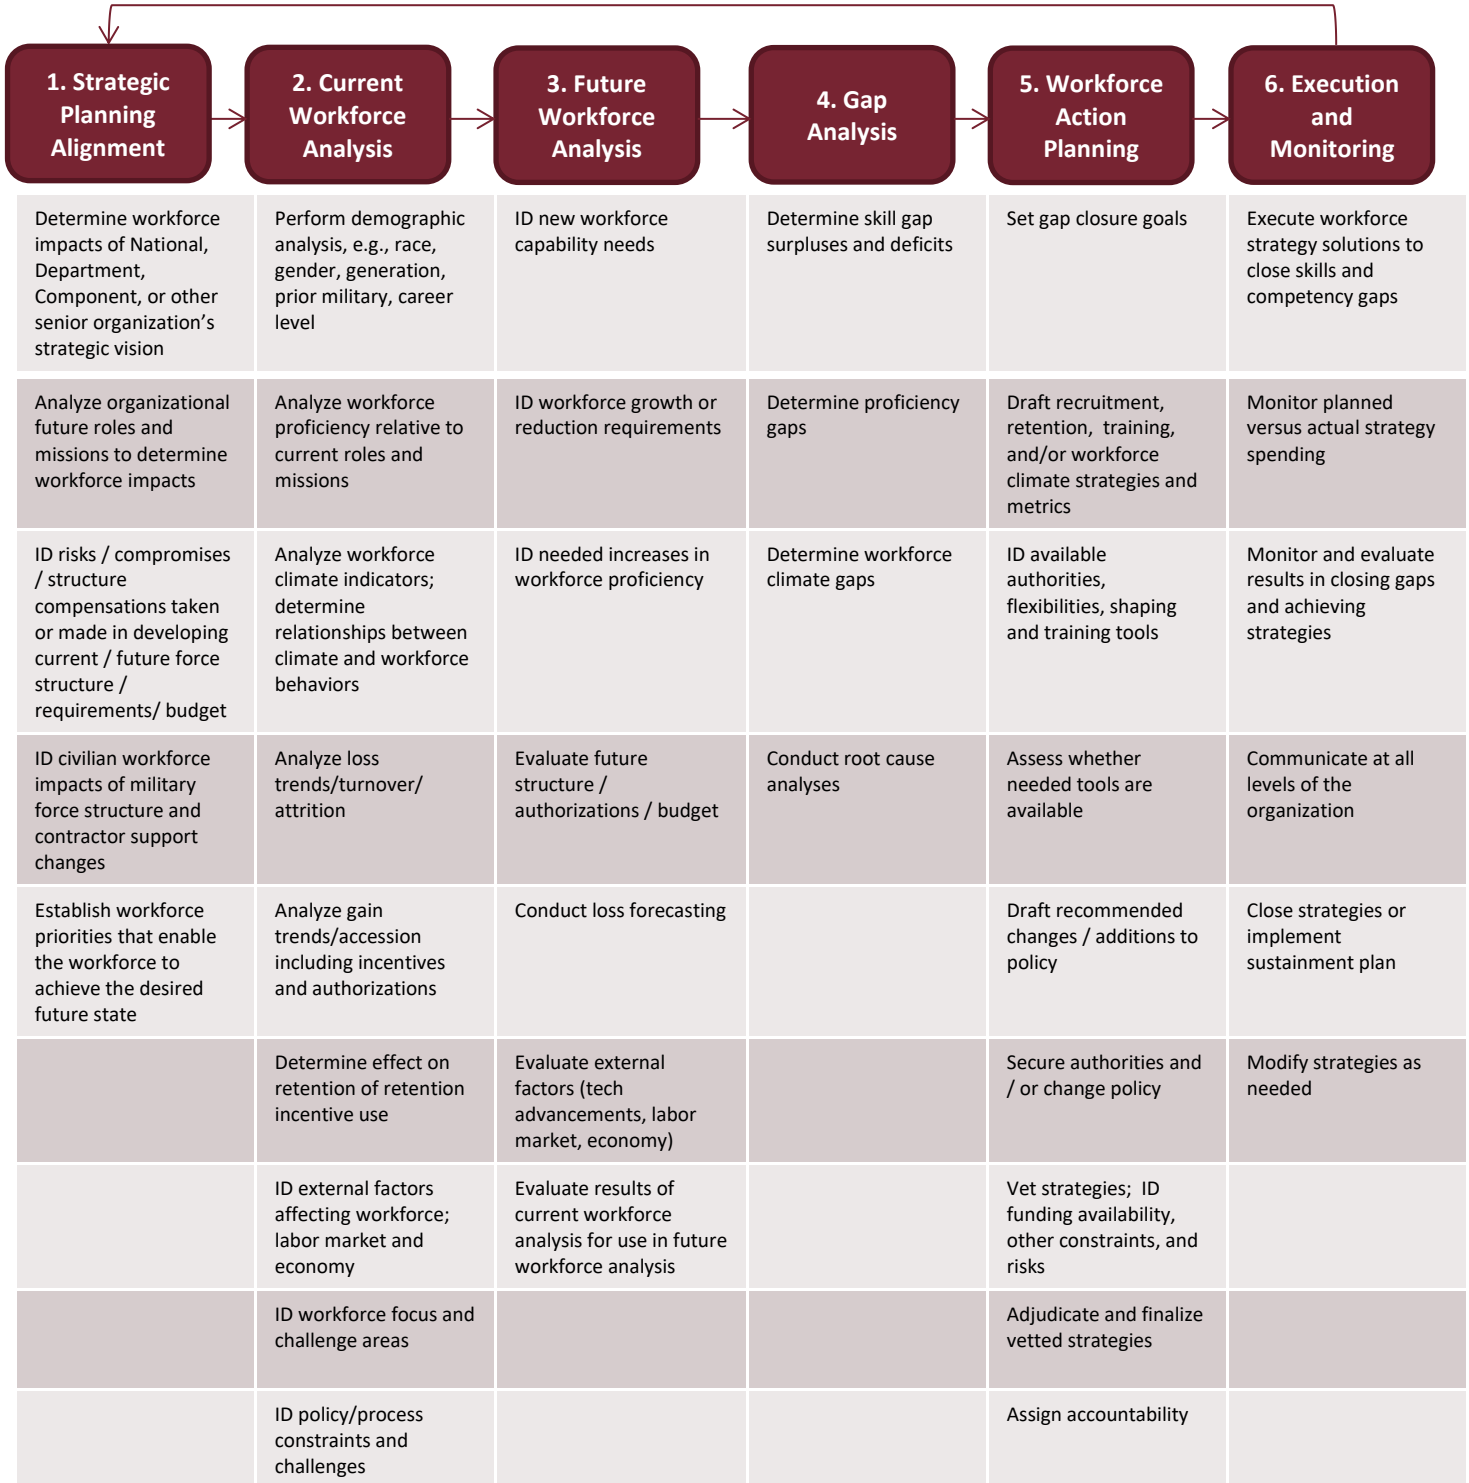 1. Strategic
Planning
Alignment
2. Current
Workforce
Analysis
3. Future
Workforce
Analysis
4. Gap
Analysis
5. Workforce
Action
Planning
6. Execution
and
Monitoring
Determine workforce
impacts of National,
Department,
Component, or other
senior organization’s
strategic vision
Perform demographic
analysis, e.g., race,
gender, generation,
prior military, career
level
ID new workforce
capability needs
Determine skill gap
surpluses and deficits
Set gap closure goals
Execute workforce
strategy solutions to
close skills and
competency gaps
Analyze organizational
future roles and
missions to determine
workforce impacts
Analyze workforce
proficiency relative to
current roles and
missions
ID workforce growth or
reduction requirements
Determine proficiency
gaps
Draft recruitment,
retention, training,
and/or workforce
climate strategies and
metrics
Monitor planned
versus actual strategy
spending
ID risks / compromises
/ structure
compensations taken
or made in developing
current / future force
structure /
requirements/ budget
Analyze workforce
climate indicators;
determine
relationships between
climate and workforce
behaviors
ID needed increases in
workforce proficiency
Determine workforce
climate gaps
ID available
authorities,
flexibilities, shaping
and training tools
Monitor and evaluate
results in closing gaps
and achieving
strategies
ID civilian workforce
impacts of military
force structure and
contractor support
changes
Analyze loss
trends/turnover/
attrition
Evaluate future
structure /
authorizations / budget
Conduct root cause
analyses
Assess whether
needed tools are
available
Communicate at all
levels of the
organization
Establish workforce
priorities that enable
the workforce to
achieve the desired
future state
Analyze gain
trends/accession
including incentives
and authorizations
Conduct loss forecasting
Draft recommended
changes / additions to
policy
Close strategies or
implement
sustainment plan
Determine effect on
retention of retention
incentive use
Evaluate external
factors (tech
advancements, labor
market, economy)
Secure authorities and
/ or change policy
Modify strategies as
needed
ID external factors
affecting workforce;
labor market and
economy
Evaluate results of
current workforce
analysis for use in future
workforce analysis
Vet strategies; ID
funding availability,
other constraints, and
risks
ID workforce focus and
challenge areas
Adjudicate and finalize
vetted strategies
ID policy/process
constraints and
challenges
Assign accountability